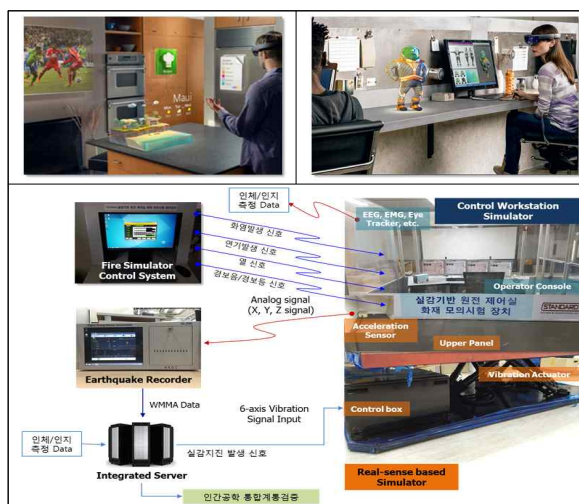 Maui
인체/인지
측정 Data
EEG, EMG, Eye
Tracker, etc.
Control Workstation
Simulator
화염발생 신호
연기발생 신호
열 신호
경보음/경보등 신호
Fire Simulator
Control System
Operator Console
실감기반 원전 제어실
화재 모의시험 장치
STANDARD
Analog signal
(X, Y, Z signal)
Acceleration
Sensor
Upper Panel
Earthquake Recorder
Vibration Actuator
WMMA Data
6-axis Vibration
Signal Input
Control box
인체/인지
측정 Data
실감지진 발생 신호
Integrated Server
Real-sense based
Simulator
인간공학 통합계통검증